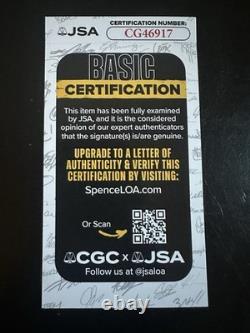 JSA
CERTIFICATION NUMBER:
CG46917
BASIC
CERTIFICATION
This item has been fully examined
by JSA, and it is the considered
opinion of our expert authenticators
that the signature(s) is/are genuine.
UPGRADE TO A LETTER OF
AUTHENTICITY & VERIFY THIS
CERTIFICATION BY VISITING:
SpenceLOA.com
Or Scan
CGC x JSA
Follow us at @jsaloa